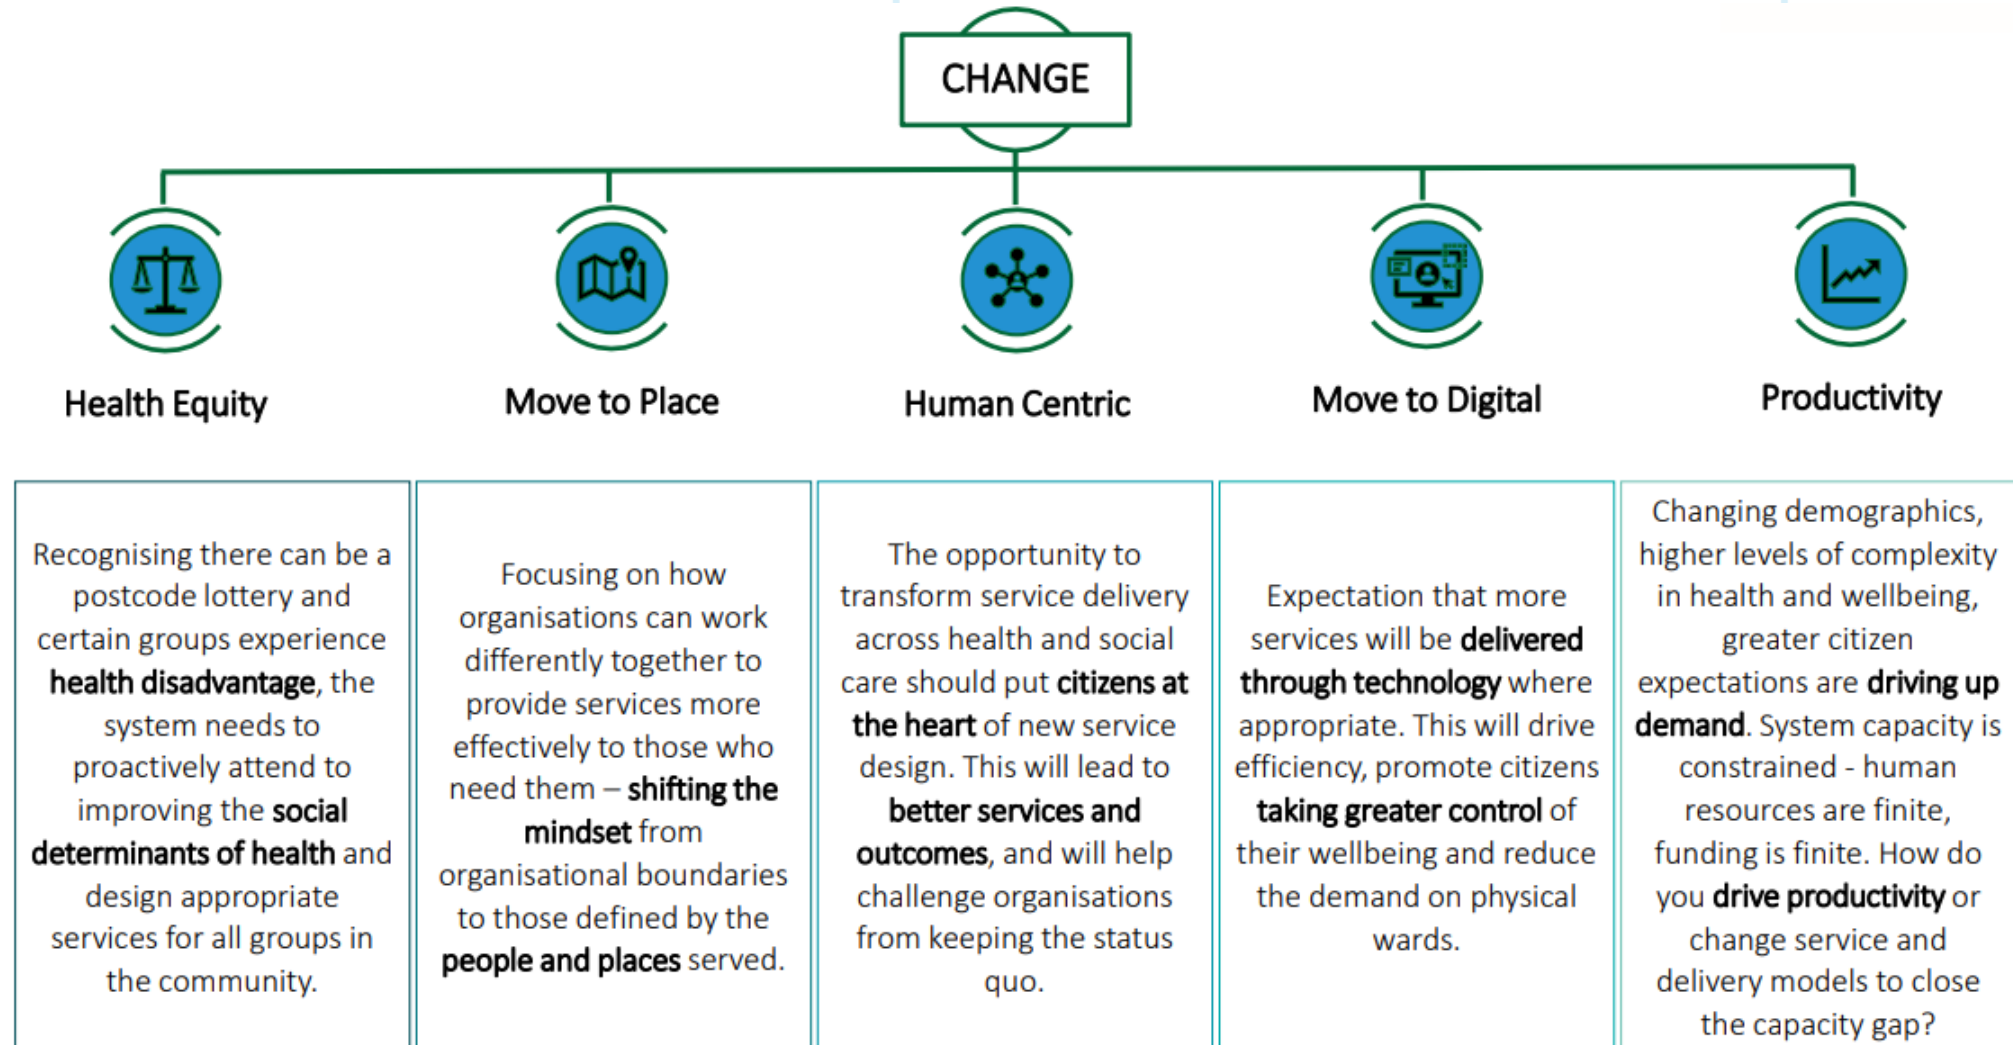 CHANGE
Health Equity
Move to Place
Human Centric
Move to Digital
Productivity
Recognising there can be a
postcode lottery and
certain groups experience
health disadvantage, the
system needs to
proactively attend to
improving the social
determinants of health and
design appropriate
services for all groups in
the community.
Focusing on how
organisations can work
differently together to
provide services more
effectively to those who
need them – shifting the
mindset from
organisational boundaries
to those defined by the
people and places served.
The opportunity to
transform service delivery
across health and social
care should put citizens at
the heart of new service
design. This will lead to
better services and
outcomes, and will help
challenge organisations
from keeping the status
quo.
Expectation that more
services will be delivered
through technology where
appropriate. This will drive
efficiency, promote citizens
taking greater control of
their wellbeing and reduce
the demand on physical
wards.
Changing demographics,
higher levels of complexity
in health and wellbeing,
greater citizen
expectations are driving up
demand. System capacity is
constrained - human
resources are finite,
funding is finite. How do
you drive productivity or
change service and
delivery models to close
the capacity gap?